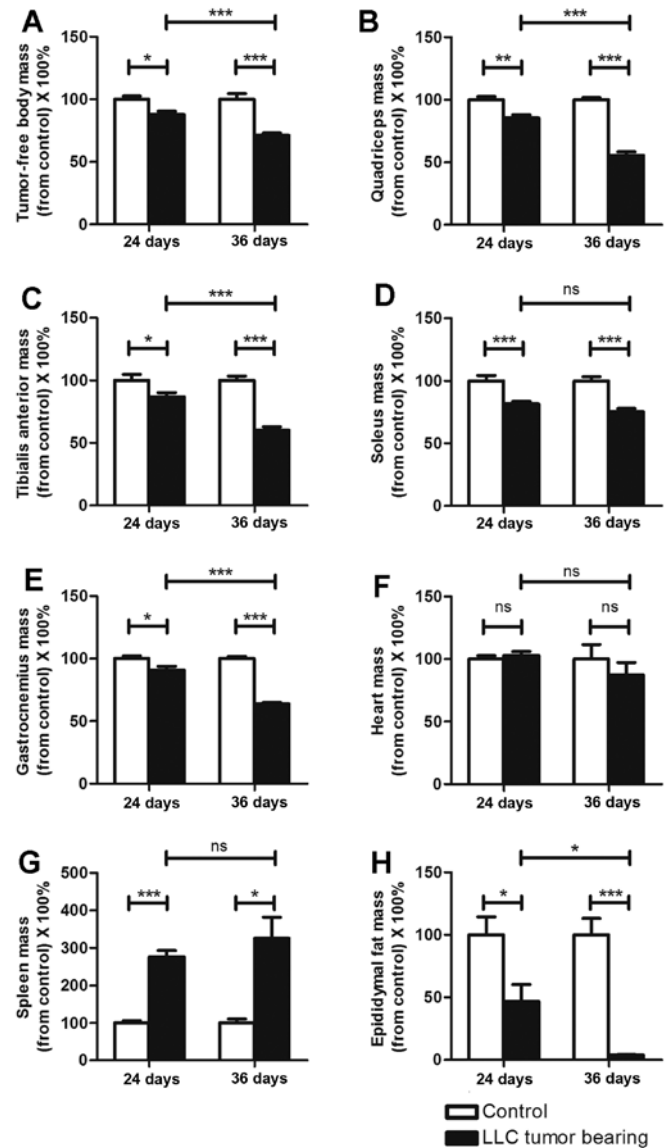 A
Tumor-free body mass
(from control) X 100%
150
100
50
0
***
*
***
24 days
36 days
B
Quadriceps mass
(from control) X 100%
150
100
50
0
***
**
***
24 days
36 days
C
Tibialis anterior mass
(from control) X 100%
150
100
50
0
***
*
***
24 days
36 days
D
Soleus mass
(from control) X 100%
150
100
50
0
ns
***
***
24 days
36 days
E
Gastrocnemius mass
(from control) X 100%
150
100
50
0
***
*
***
24 days
36 days
F
Heart mass
(from control) X 100%
150
100
50
0
ns
ns
ns
24 days
36 days
G
Spleen mass
(from control) X 100%
500
400
300
200
100
0
ns
***
*
24 days
36 days
H
Epididymal fat mass
(from control) X 100%
150
100
50
0
*
*
***
24 days
36 days
Control
LLC tumor bearing